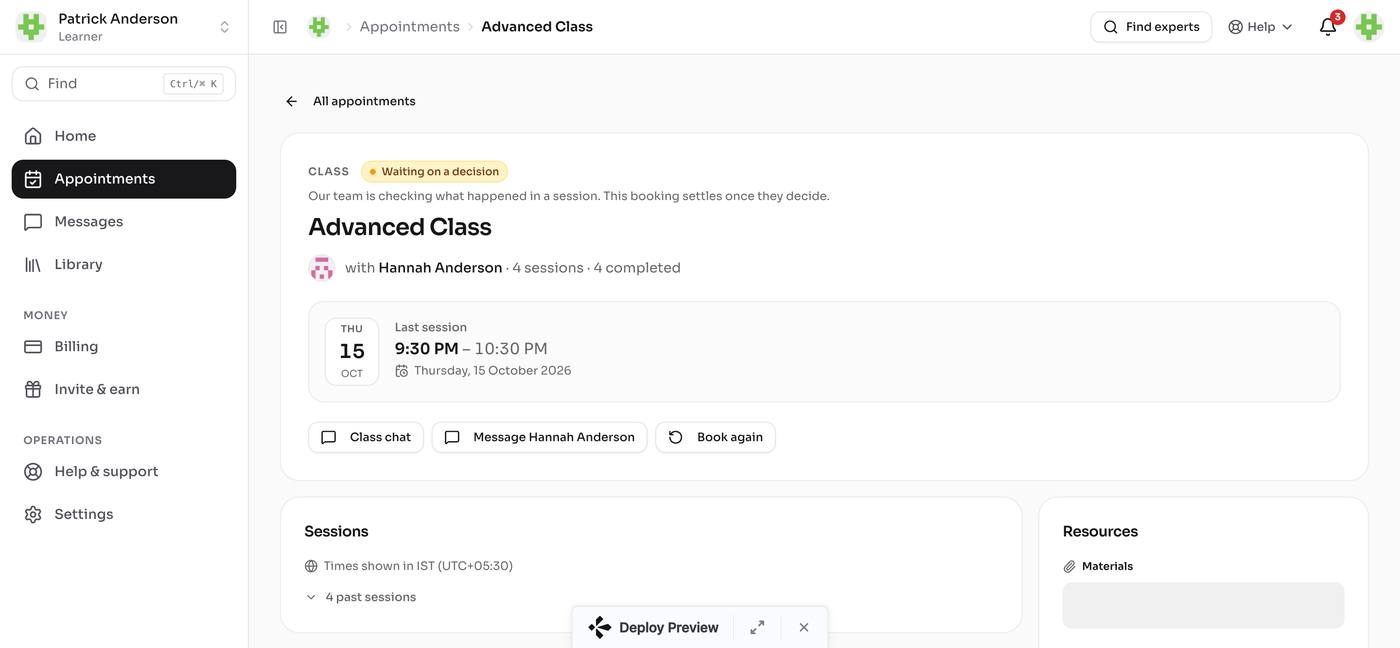 Patrick Anderson
Learner
Find
Ctrl/⌘ K
Home
Appointments
Messages
Library
MONEY
Billing
Invite & earn
OPERATIONS
Help & support
Settings
Appointments
Advanced Class
Find experts
Help
3
All appointments
CLASS
Waiting on a decision
Our team is checking what happened in a session. This booking settles once they decide.
Advanced Class
with Hannah Anderson · 4 sessions · 4 completed
THU
15
OCT
Last session
9:30 PM – 10:30 PM
Thursday, 15 October 2026
Class chat
Message Hannah Anderson
Book again
Sessions
Times shown in IST (UTC+05:30)
4 past sessions
Resources
Materials
Deploy Preview